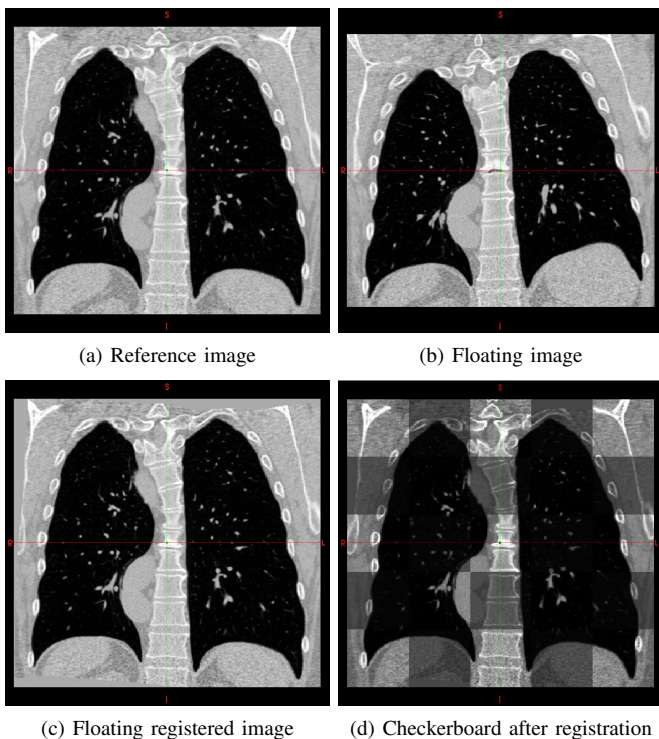 S
S
R
L
R
L
I
I
(a) Reference image
(b) Floating image
S
S
R
L
R
L
I
I
(c) Floating registered image
(d) Checkerboard after registration